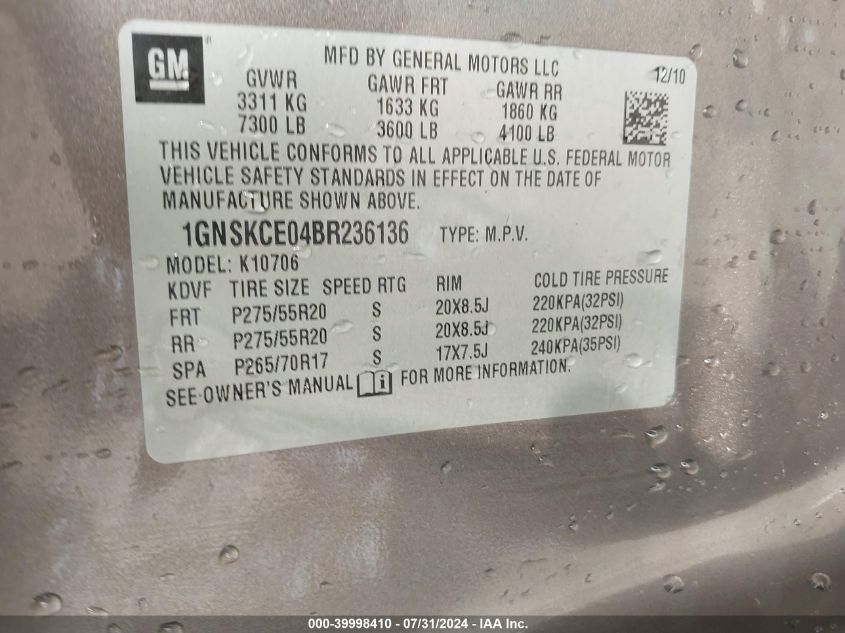 GM
MFD BY GENERAL MOTORS LLC
12/10
GVWR GAWR FRT GAWR RR
3311 KG 1633 KG 1860 KG
7300 LB 3600 LB 4100 LB
THIS VEHICLE CONFORMS TO ALL APPLICABLE U.S. FEDERAL MOTOR
VEHICLE SAFETY STANDARDS IN EFFECT ON THE DATE OF
MANUFACTURE SHOWN ABOVE.
1GNSKCE04BR236136 TYPE: M.P.V.
MODEL: K10706
KDVF TIRE SIZE SPEED RTG RIM COLD TIRE PRESSURE
FRT P275/55R20 S 20X8.5J 220KPA(32PSI)
RR P275/55R20 S 20X8.5J 220KPA(32PSI)
SPA P265/70R17 S 17X7.5J 240KPA(35PSI)
SEE OWNER'S MANUAL i FOR MORE INFORMATION.
000-39998410 - 07/31/2024 - IAA Inc.